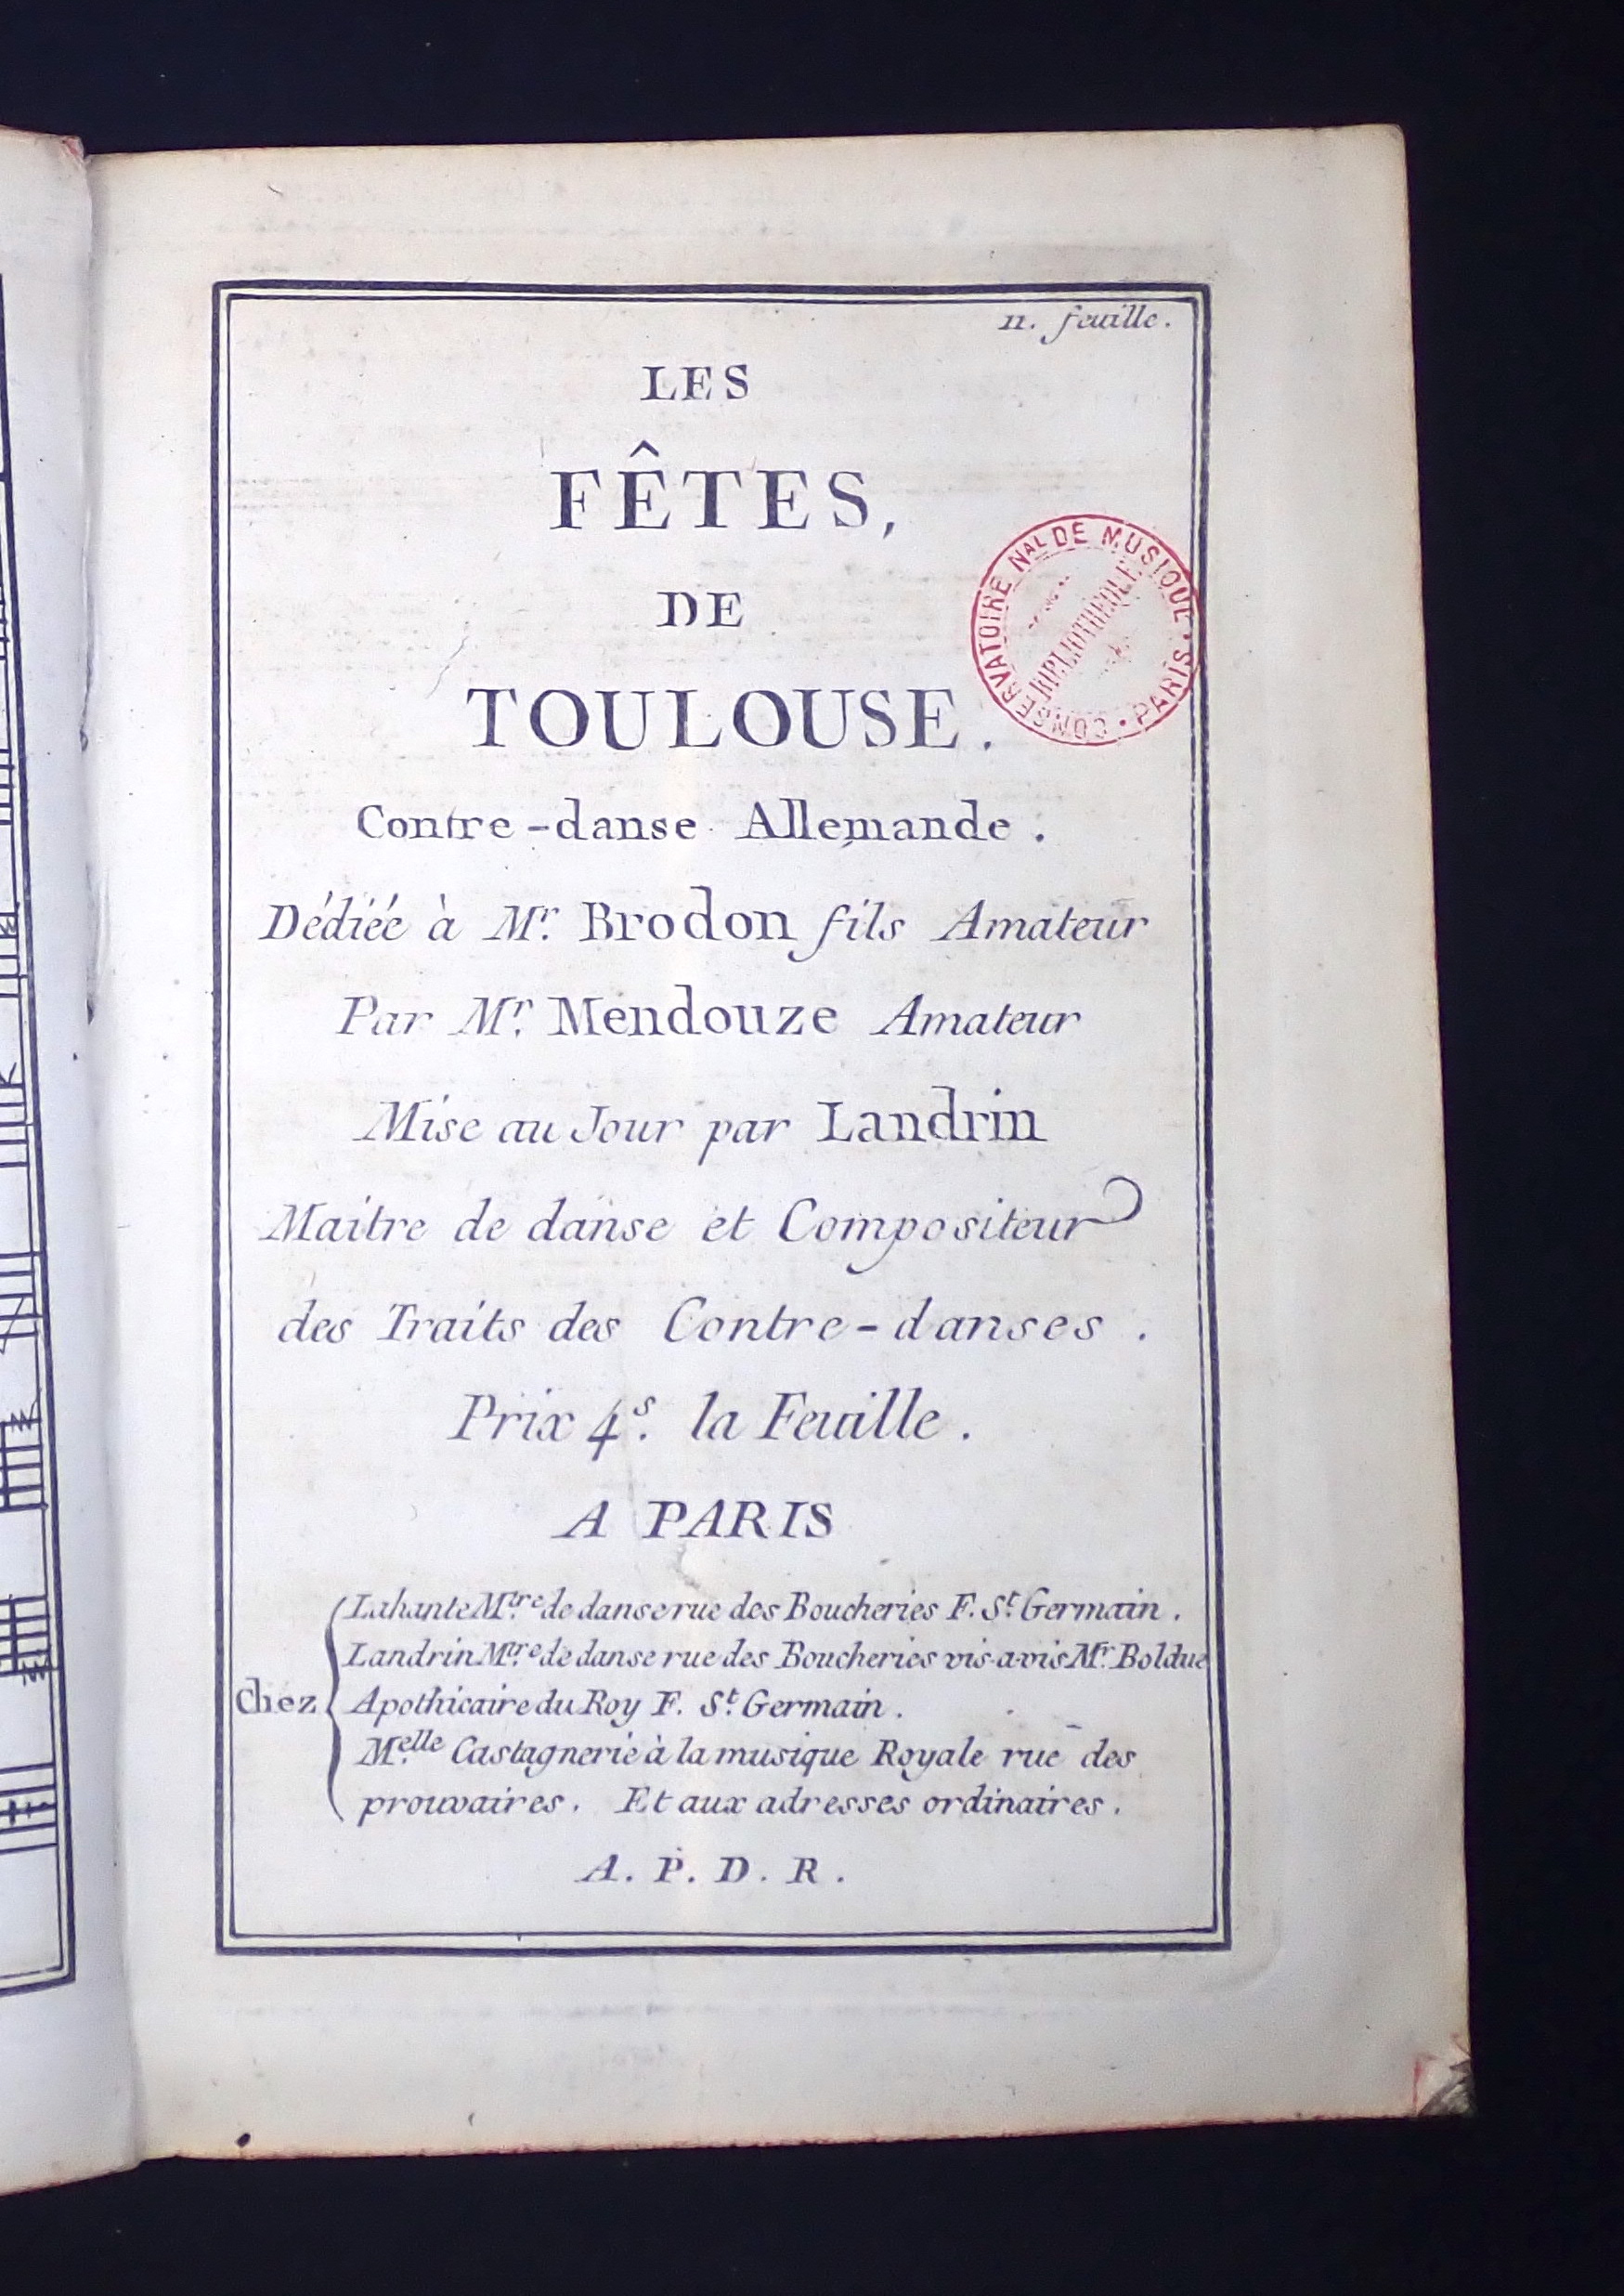 11. feuille.
LES
FÊTES,
DE
TOULOUSE.
CONSERVATOIRE NAL DE MUSIQUE · PARIS ·
BIBLIOTHÈQUE
Contre-danse Allemande.
Dédiée à Mr. Brodon fils Amateur
Par Mr. Mendouze Amateur
Mise au Jour par Landrin
Maitre de danse et Compositeur
des Traits des Contre-danses.
Prix 4s. la Feuille.
A PARIS
Chez
Lahante Mtre. de danse rue des Boucheries F. St. Germain.
Landrin Mtre. de danse rue des Boucheries vis-a-vis Mr. Bolduc
Apothicaire du Roy F. St. Germain.
Melle. Castagnerie à la musique Royale rue des
prouvaires. Et aux adresses ordinaires.
A. P. D. R.